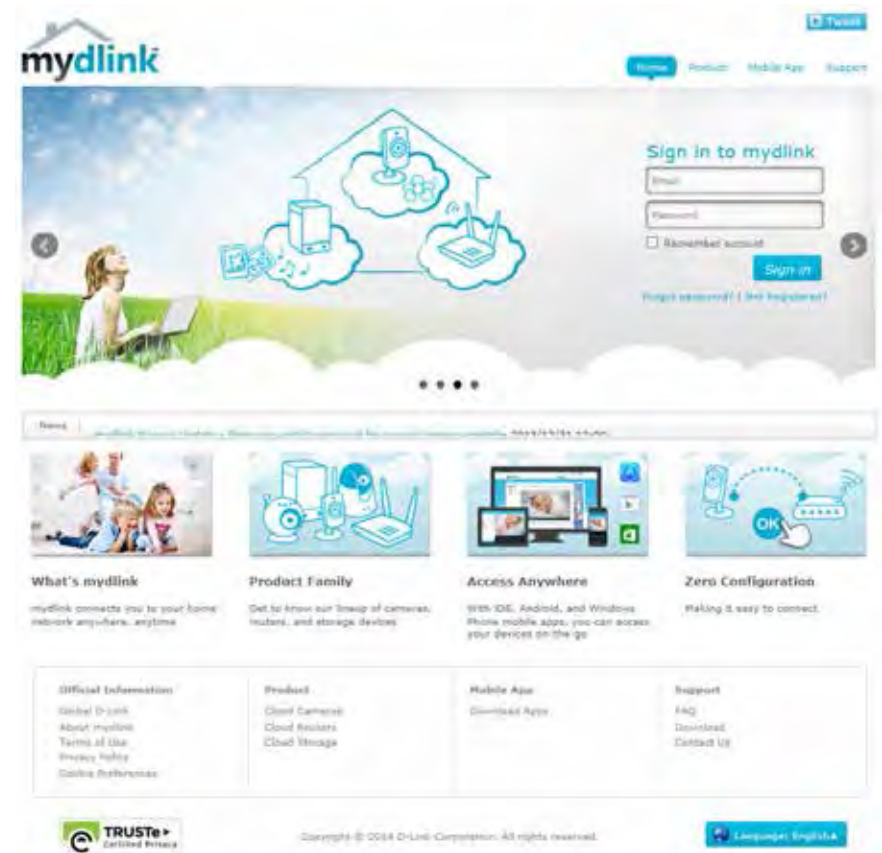 Tweet
mydlink
Home Product Mobile App Support
Sign in to mydlink
Email
Password
Remember account
Sign in
Forgot password? | Not Registered?
News
OK
What's mydlink
mydlink connects you to your home
network anywhere, anytime
Product Family
Get to know our lineup of cameras,
routers, and storage devices
Access Anywhere
With iOS, Android, and Windows
Phone mobile apps, you can access
your devices on the go
Zero Configuration
Making it easy to connect
Official Information
Global D-Link
About mydlink
Terms of Use
Privacy Policy
Cookie Preferences
Product
Cloud Cameras
Cloud Routers
Cloud Storage
Mobile App
Download Apps
Support
FAQ
Download
Contact Us
TRUSTe
Certified Privacy
Copyright © 2014 D-Link Corporation. All rights reserved.
Language: English